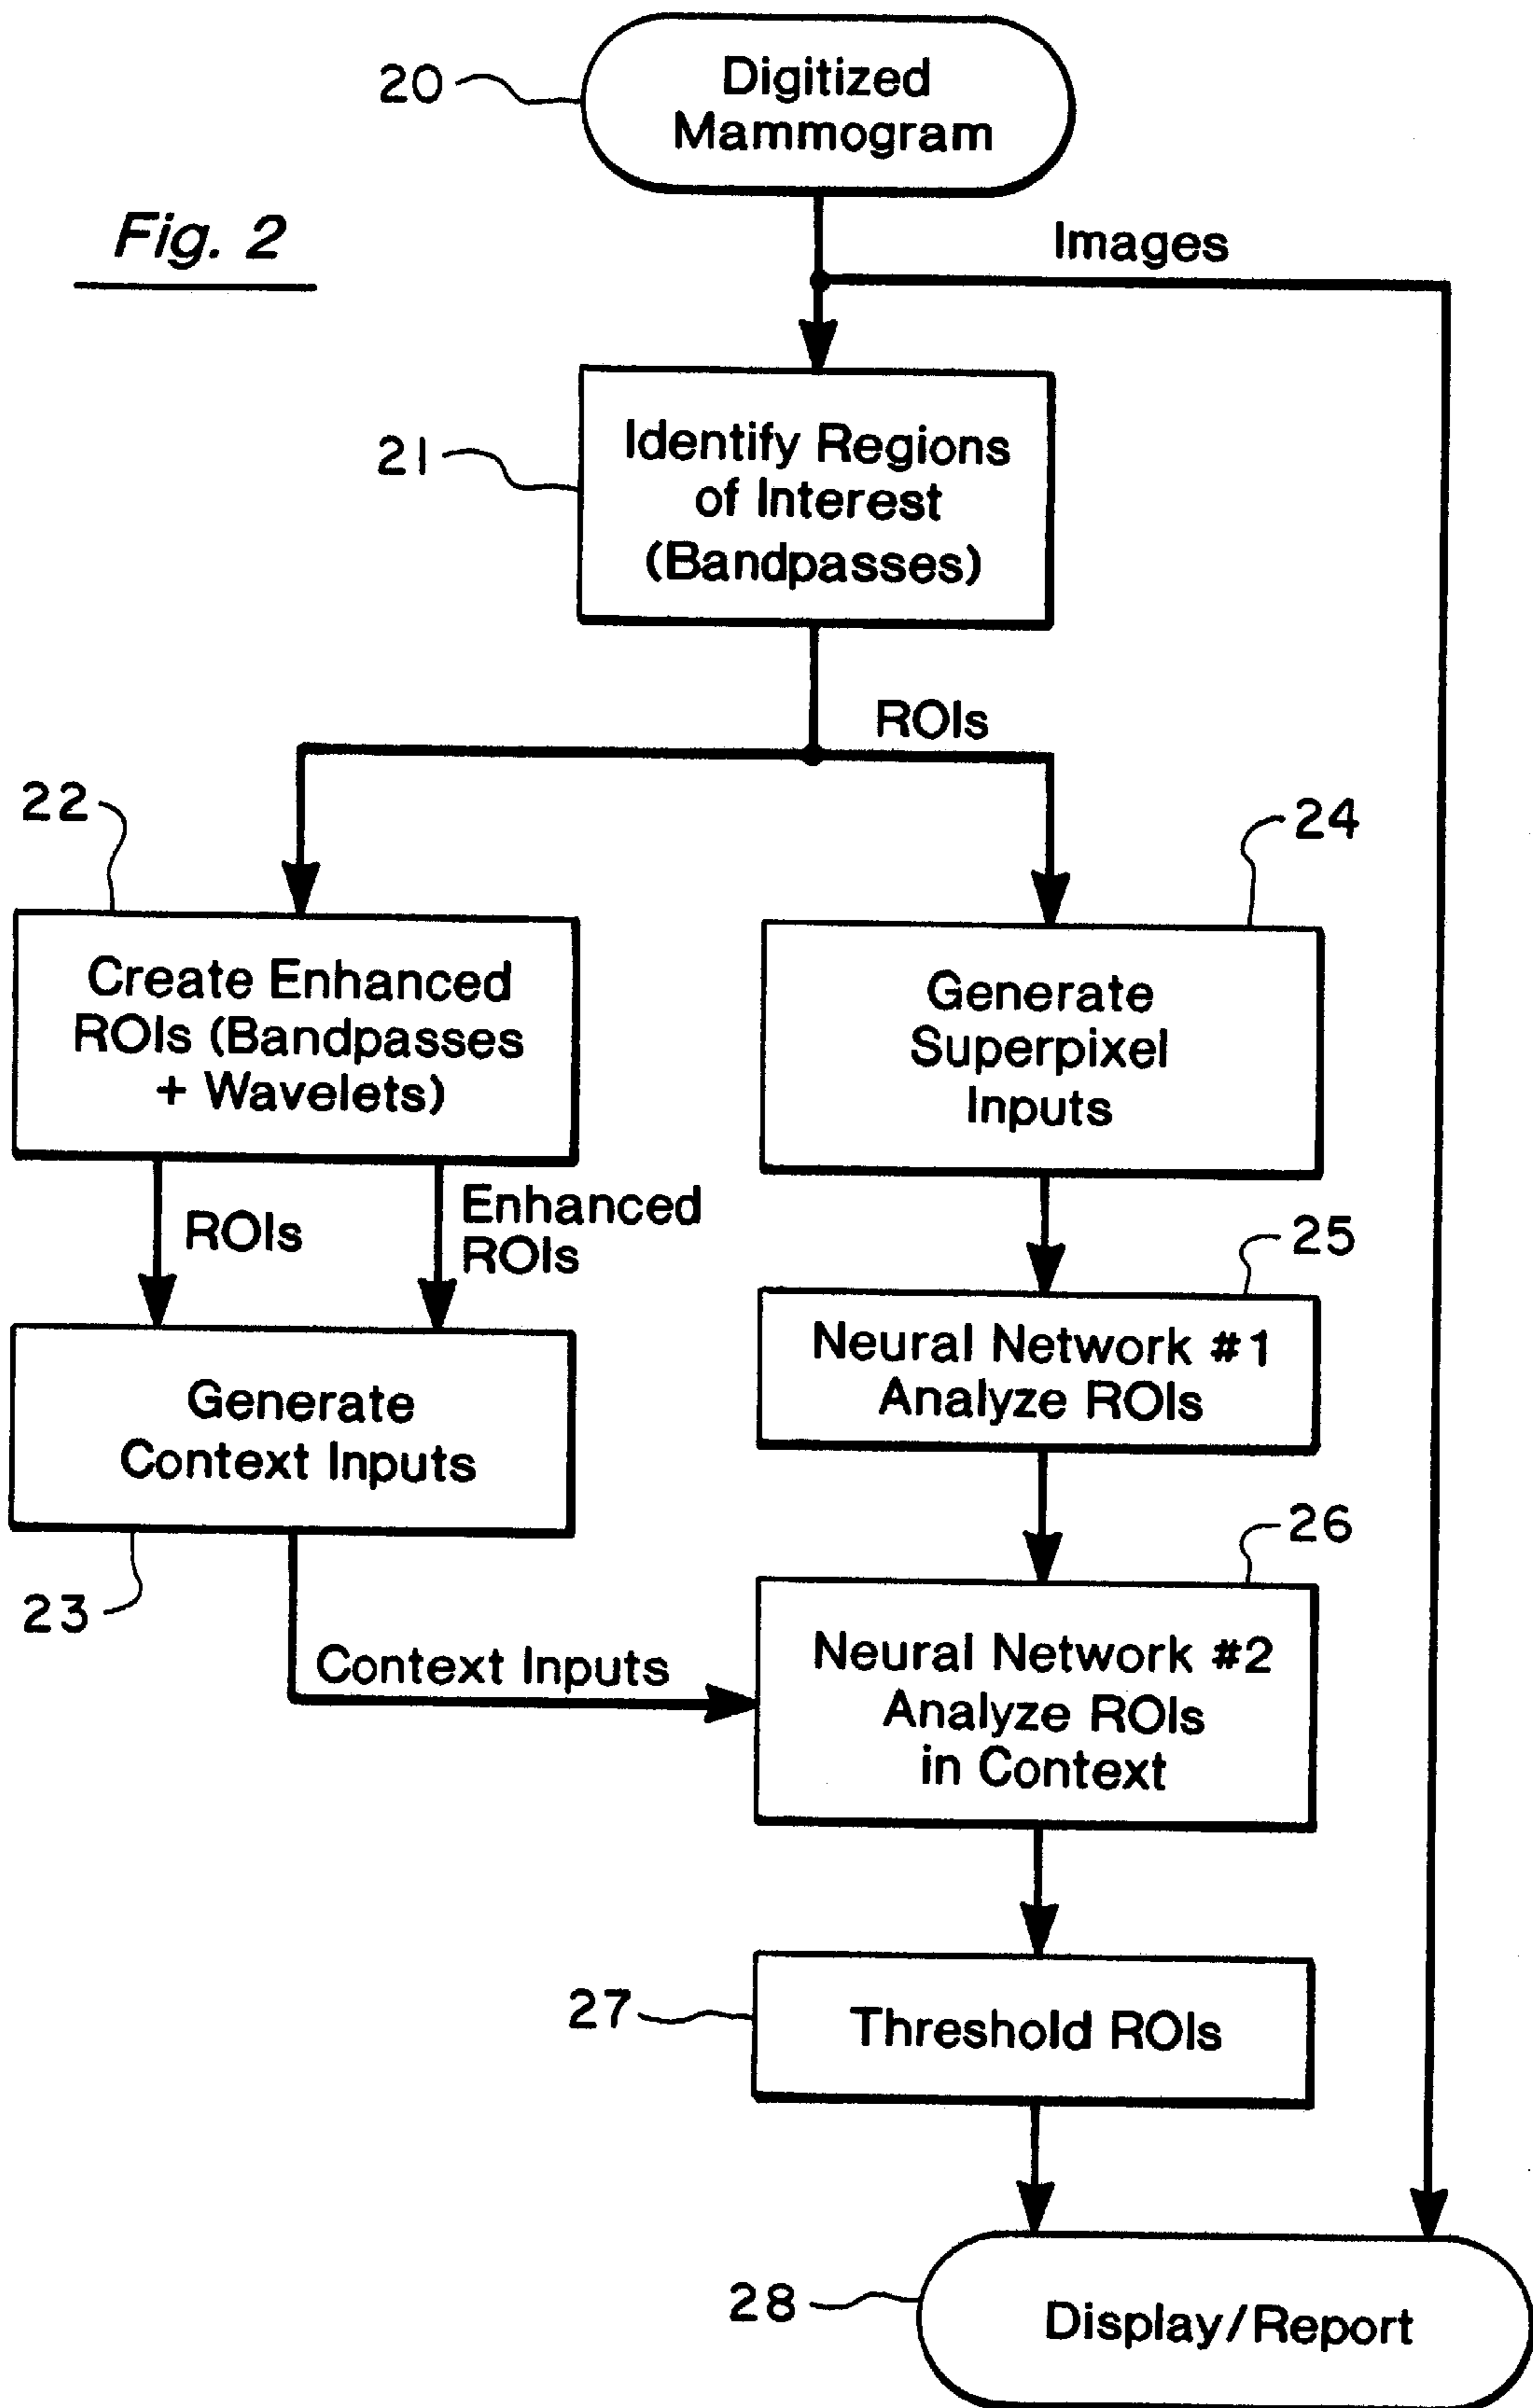 20
Digitized
Mammogram
Fig. 2
Images
21
Identify Regions
of Interest
(Bandpasses)
ROIs
22
24
Create Enhanced
ROIs (Bandpasses
+ Wavelets)
Generate
Superpixel
Inputs
ROIs
Enhanced
ROIs
25
Generate
Context Inputs
Neural Network #1
Analyze ROIs
23
26
Context Inputs
Neural Network #2
Analyze ROIs
in Context
27
Threshold ROIs
28
Display/Report